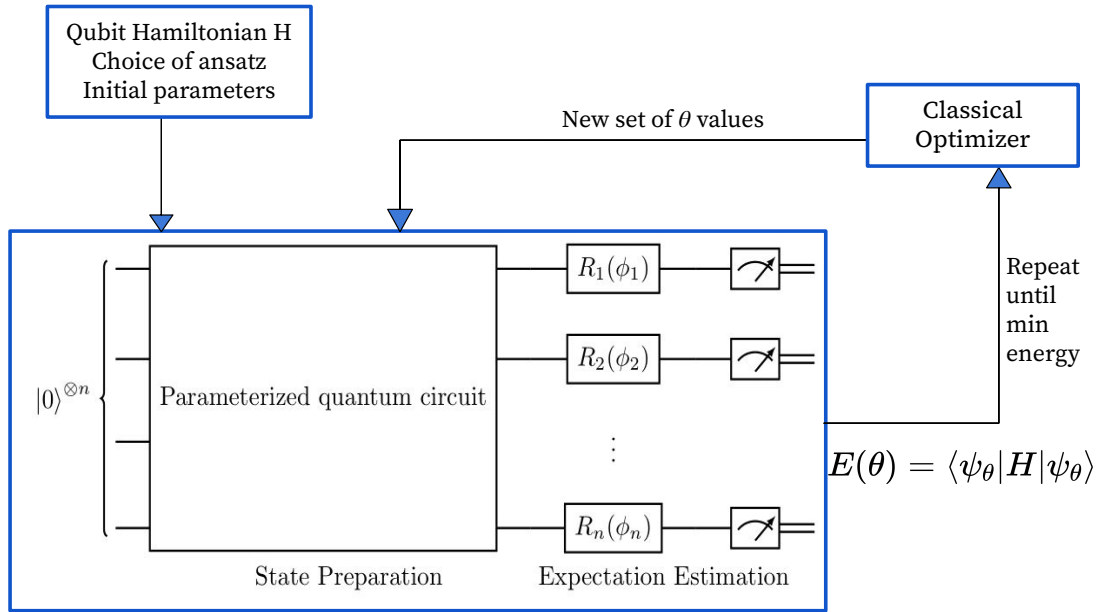 Qubit Hamiltonian H
Choice of ansatz
Initial parameters
New set of θ values
Classical
Optimizer
Repeat
until
min
energy
|0⟩^{⊗n}
Parameterized quantum circuit
R₁(ϕ₁)
R₂(ϕ₂)
⋮
Rₙ(ϕₙ)
State Preparation
Expectation Estimation
E(θ) = ⟨ψ_θ|H|ψ_θ⟩